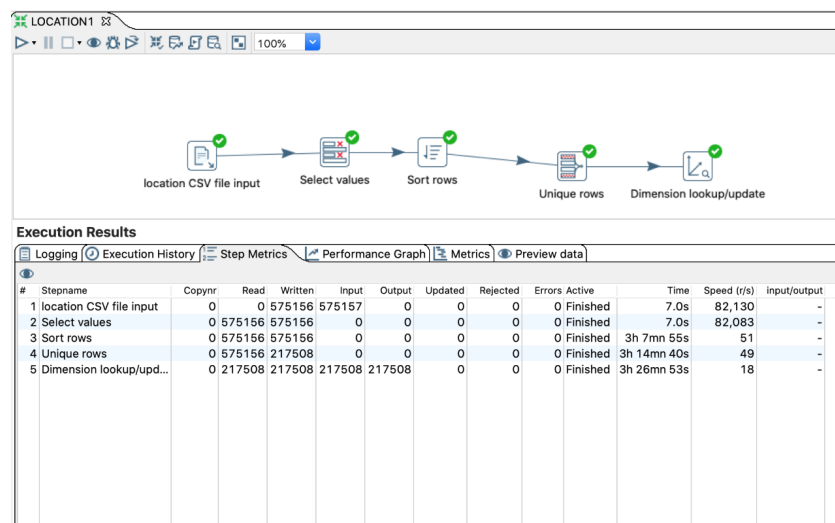 LOCATION1
100%
location CSV file input
Select values
Sort rows
Unique rows
Dimension lookup/update
Execution Results
Logging Execution History Step Metrics Performance Graph Metrics Preview data
# Stepname Copynr Read Written Input Output Updated Rejected Errors Active Time Speed (r/s) input/output
1 location CSV file input 0 0 575156 575157 0 0 0 0 Finished 7.0s 82,130 -
2 Select values 0 575156 575156 0 0 0 0 0 Finished 7.0s 82,083 -
3 Sort rows 0 575156 575156 0 0 0 0 0 Finished 3h 7mn 55s 51 -
4 Unique rows 0 575156 217508 0 0 0 0 0 Finished 3h 14mn 40s 49 -
5 Dimension lookup/upd... 0 217508 217508 217508 217508 0 0 0 Finished 3h 26mn 53s 18 -